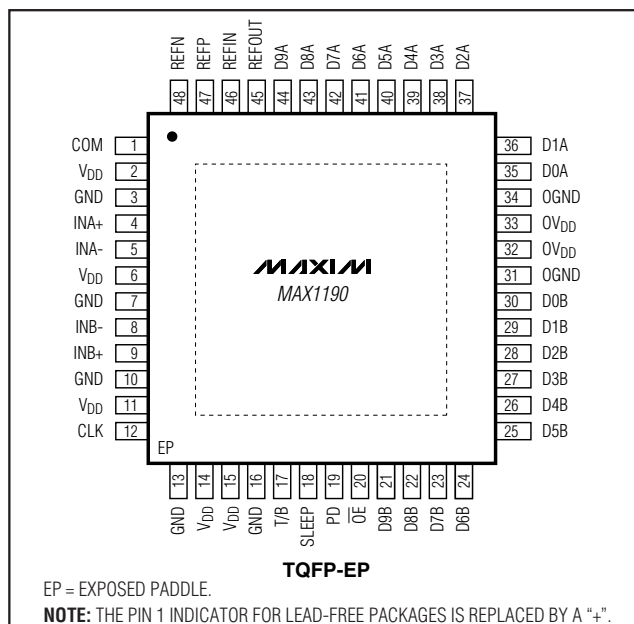 REFN
REFP
REFIN
REFOUT
D9A
D8A
D7A
D6A
D5A
D4A
D3A
D2A
48
47
46
45
44
43
42
41
40
39
38
37
COM 1
VDD 2
GND 3
INA+ 4
INA- 5
VDD 6
GND 7
INB- 8
INB+ 9
GND 10
VDD 11
CLK 12
36 D1A
35 D0A
34 OGND
33 OVDD
32 OVDD
31 OGND
30 D0B
29 D1B
28 D2B
27 D3B
26 D4B
25 D5B
MAXIM
MAX1190
EP
13
14
15
16
17
18
19
20
21
22
23
24
GND
VDD
VDD
GND
T/B
SLEEP
PD
OE
D9B
D8B
D7B
D6B
TQFP-EP
EP = EXPOSED PADDLE.
NOTE: THE PIN 1 INDICATOR FOR LEAD-FREE PACKAGES IS REPLACED BY A “+”.